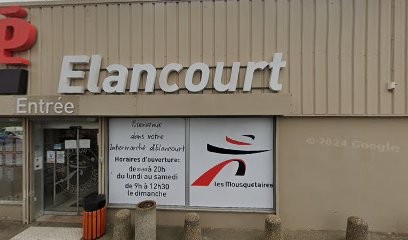 Elancourt
Entrée
Bienvenue
dans votre
Intermarché d'Elancourt
Horaires d'ouverture:
de 9h à 20h
du lundi au samedi
de 9h à 12h30
le dimanche
les Mousquetaires
© 2024 Google